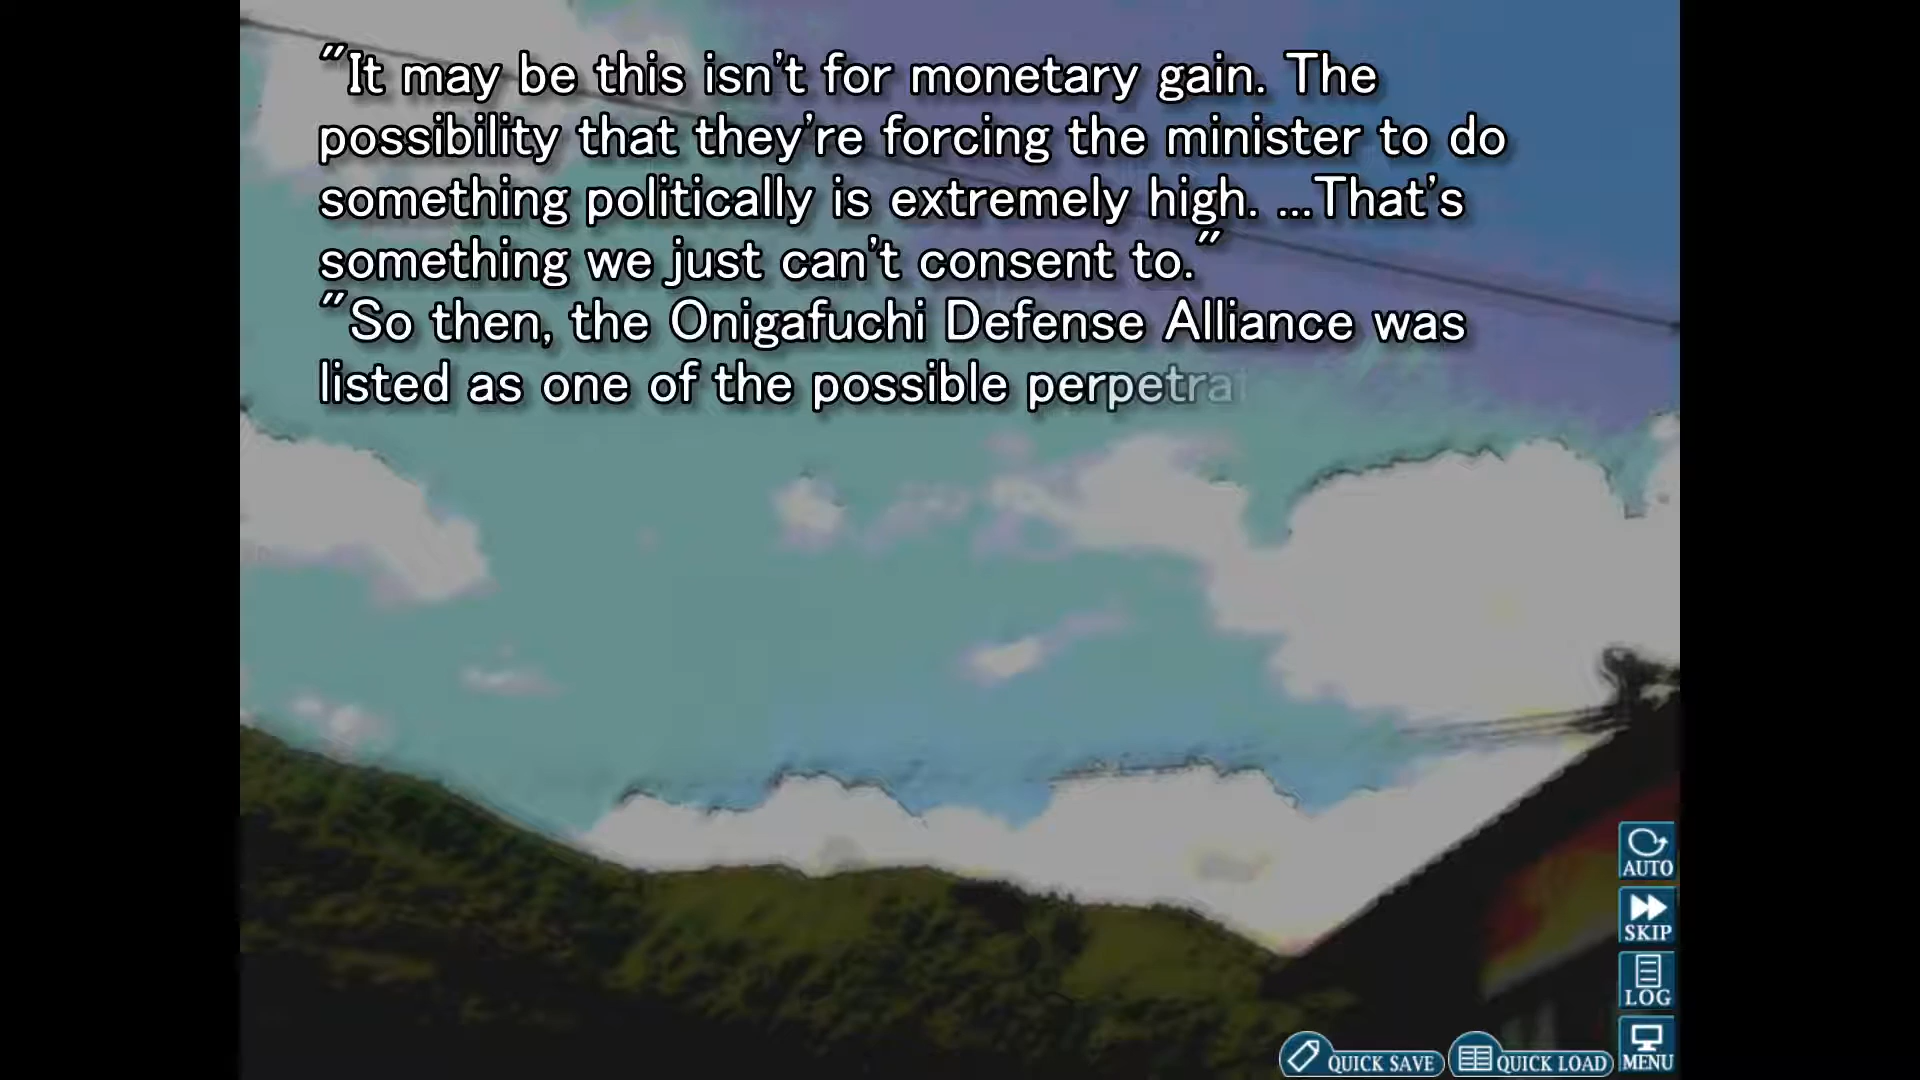 "It may be this isn't for monetary gain. The
possibility that they're forcing the minister to do
something politically is extremely high. ...That's
something we just can't consent to."
"So then, the Onigafuchi Defense Alliance was
listed as one of the possible perpetra
AUTO
SKIP
LOG
MENU
QUICK SAVE
QUICK LOAD